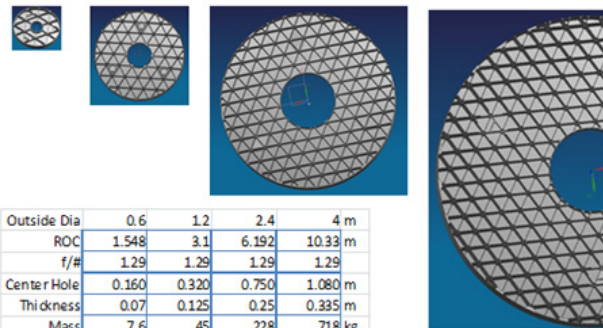 Outside Dia 0.6 1.2 2.4 4 m
ROC 1.548 3.1 6.192 10.33 m
f/# 1.29 1.29 1.29 1.29
Center Hole 0.160 0.320 0.750 1.080 m
Thickness 0.07 0.125 0.25 0.335 m
Mass 7.6 45 228 718 kg